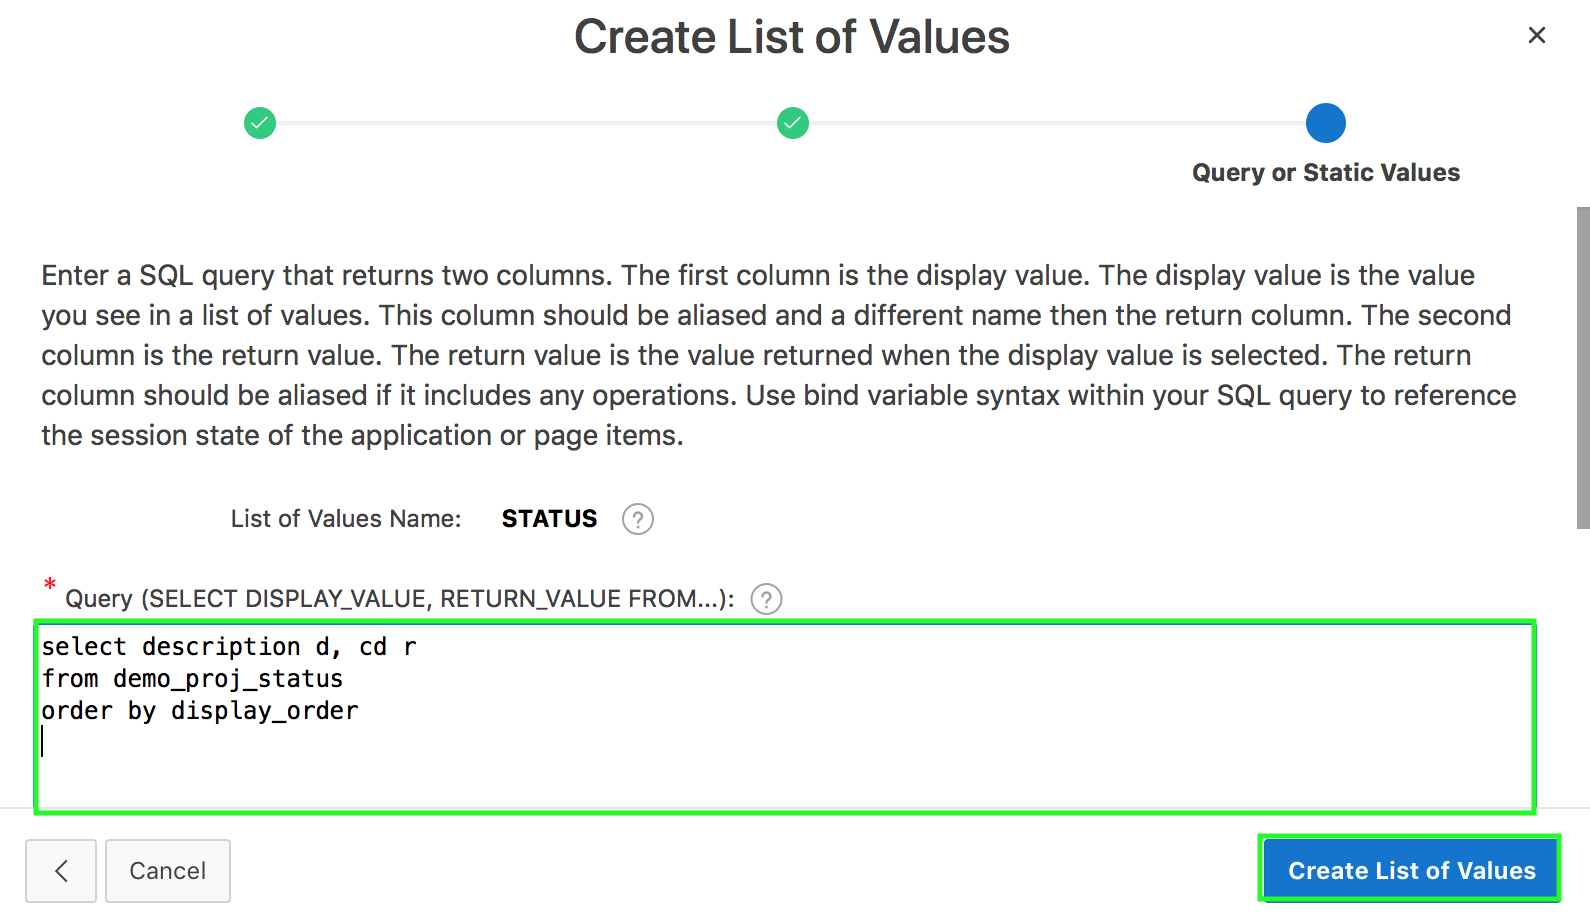 Create List of Values
Query or Static Values
Enter a SQL query that returns two columns. The first column is the display value. The display value is the value
you see in a list of values. This column should be aliased and a different name then the return column. The second
column is the return value. The return value is the value returned when the display value is selected. The return
column should be aliased if it includes any operations. Use bind variable syntax within your SQL query to reference
the session state of the application or page items.
List of Values Name: STATUS ?
* Query (SELECT DISPLAY_VALUE, RETURN_VALUE FROM...): ?
select description d, cd r
from demo_proj_status
order by display_order
Cancel
Create List of Values